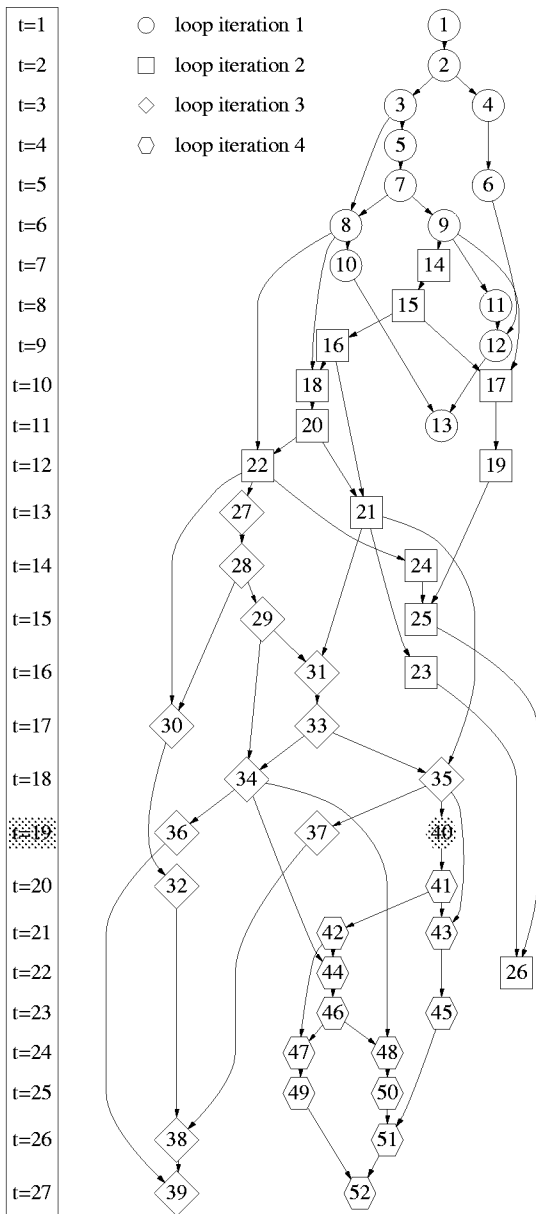 t=1 loop iteration 1 1
t=2 loop iteration 2 2
t=3 loop iteration 3 3 4
t=4 loop iteration 4 5
t=5 7 6
t=6 8 9
t=7 10 14
t=8 15 11
t=9 16 12
t=10 18 17
t=11 20 13
t=12 22 19
t=13 27 21
t=14 28 24
t=15 29 25
t=16 31 23
t=17 30 33
t=18 34 35
t=19 36 37 40
t=20 32 41
t=21 42 43
t=22 44 26
t=23 46 45
t=24 47 48
t=25 49 50
t=26 38 51
t=27 39 52